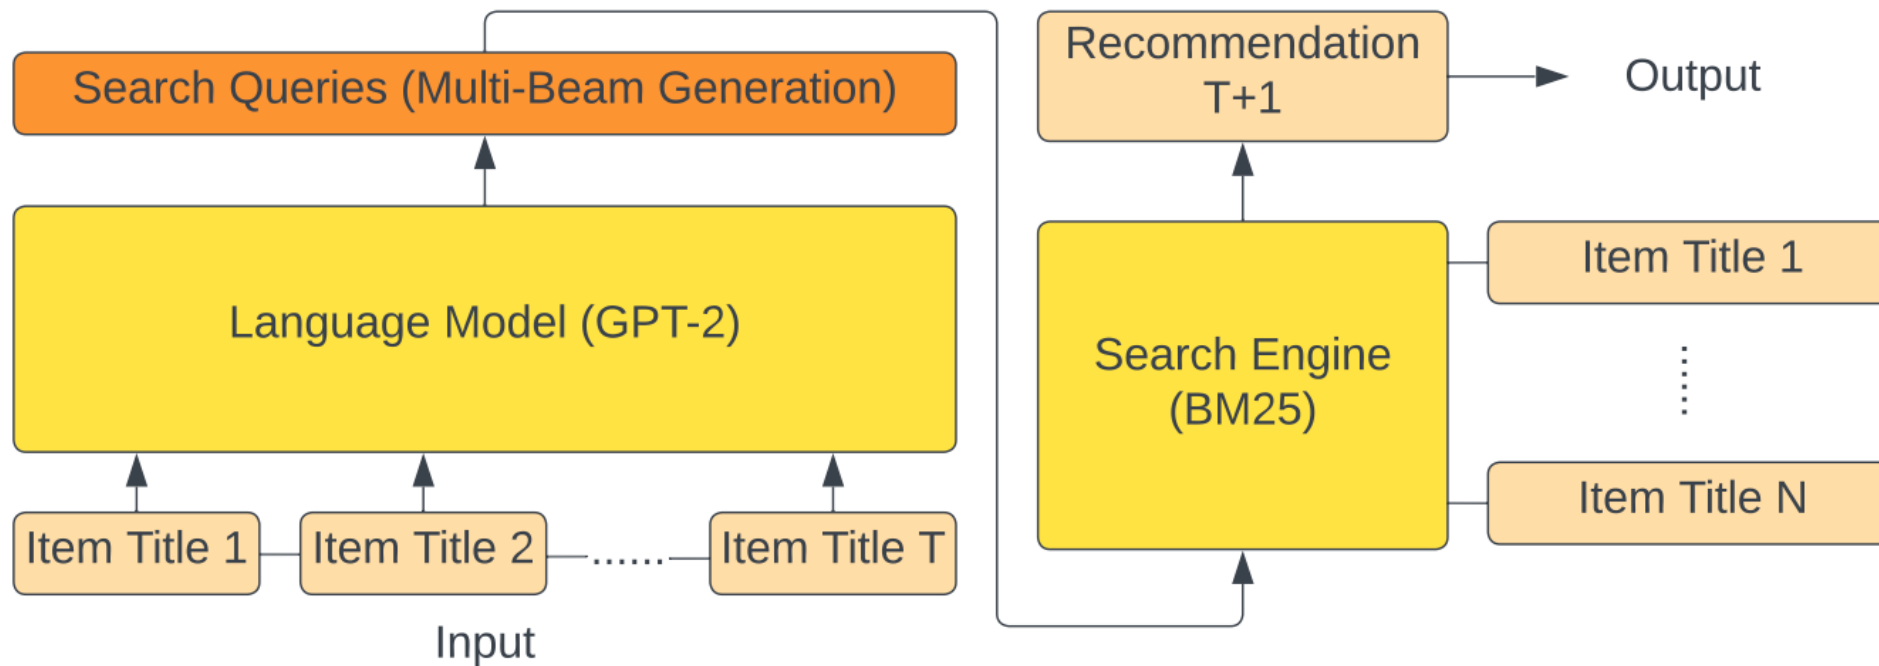 Search Queries (Multi-Beam Generation)
Language Model (GPT-2)
Item Title 1
Item Title 2
......
Item Title T
Input
Recommendation
T+1
Output
Search Engine
(BM25)
Item Title 1
......
Item Title N